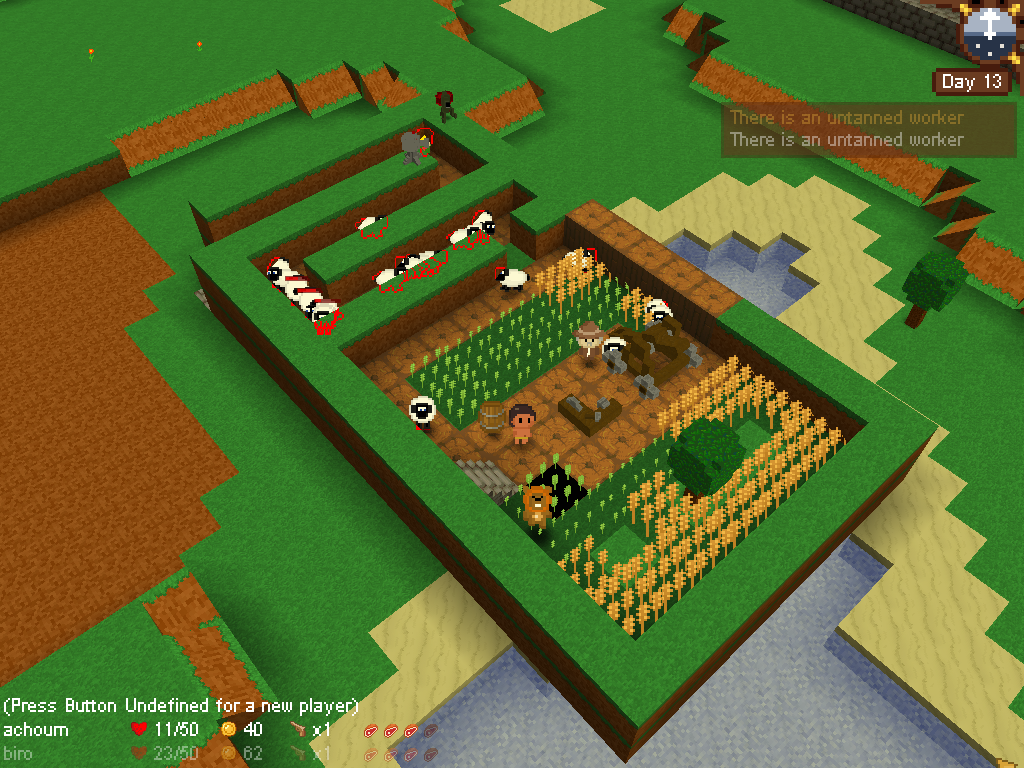 Day 13
There is an untanned worker
There is an untanned worker
(Press Button Undefined for a new player)
achoum 11/50 40 x1
biro 23/50 62 x1